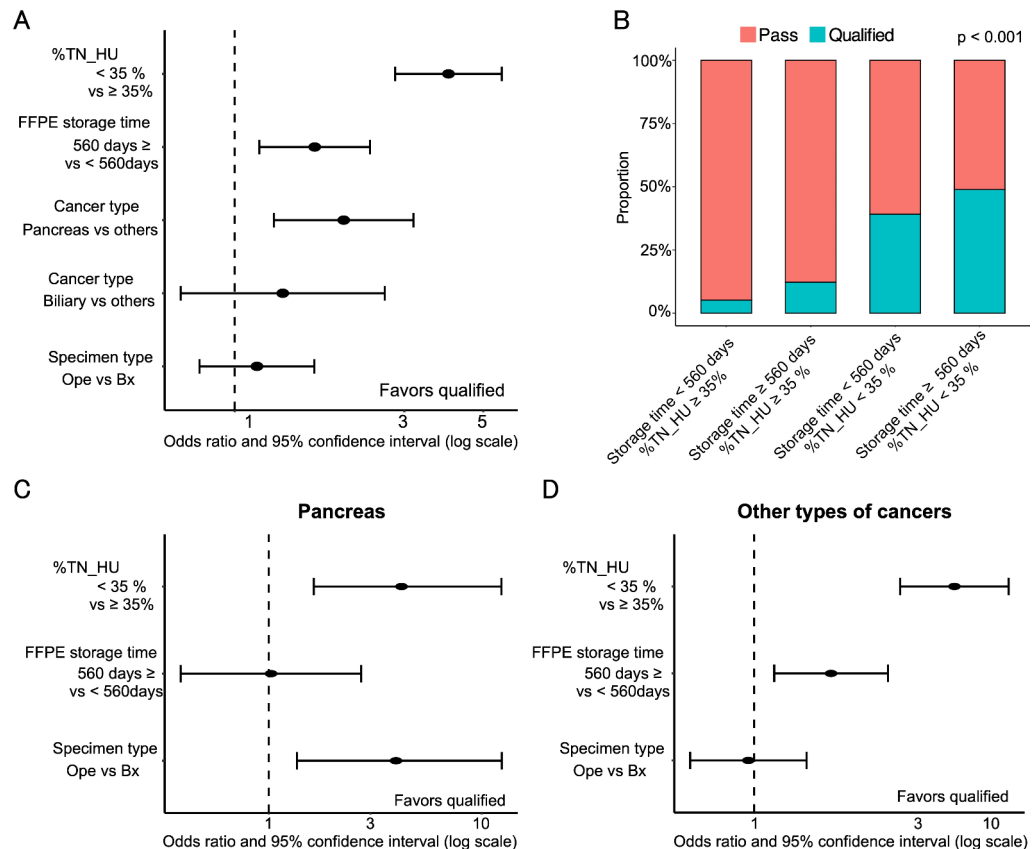 A
%TN_HU
< 35 %
vs ≥ 35%
FFPE storage time
560 days ≥
vs < 560days
Cancer type
Pancreas vs others
Cancer type
Biliary vs others
Specimen type
Ope vs Bx
Favors qualified
1 3 5
Odds ratio and 95% confidence interval (log scale)
B
Pass Qualified p < 0.001
Proportion
100%
75%
50%
25%
0%
Storage time < 560 days
%TN_HU ≥ 35%
Storage time ≥ 560 days
%TN_HU ≥ 35 %
Storage time < 560 days
%TN_HU < 35 %
Storage time ≥ 560 days
%TN_HU < 35 %
C
Pancreas
%TN_HU
< 35 %
vs ≥ 35%
FFPE storage time
560 days ≥
vs < 560days
Specimen type
Ope vs Bx
Favors qualified
1 3 10
Odds ratio and 95% confidence interval (log scale)
D
Other types of cancers
%TN_HU
< 35 %
vs ≥ 35%
FFPE storage time
560 days ≥
vs < 560days
Specimen type
Ope vs Bx
Favors qualified
1 3 10
Odds ratio and 95% confidence interval (log scale)